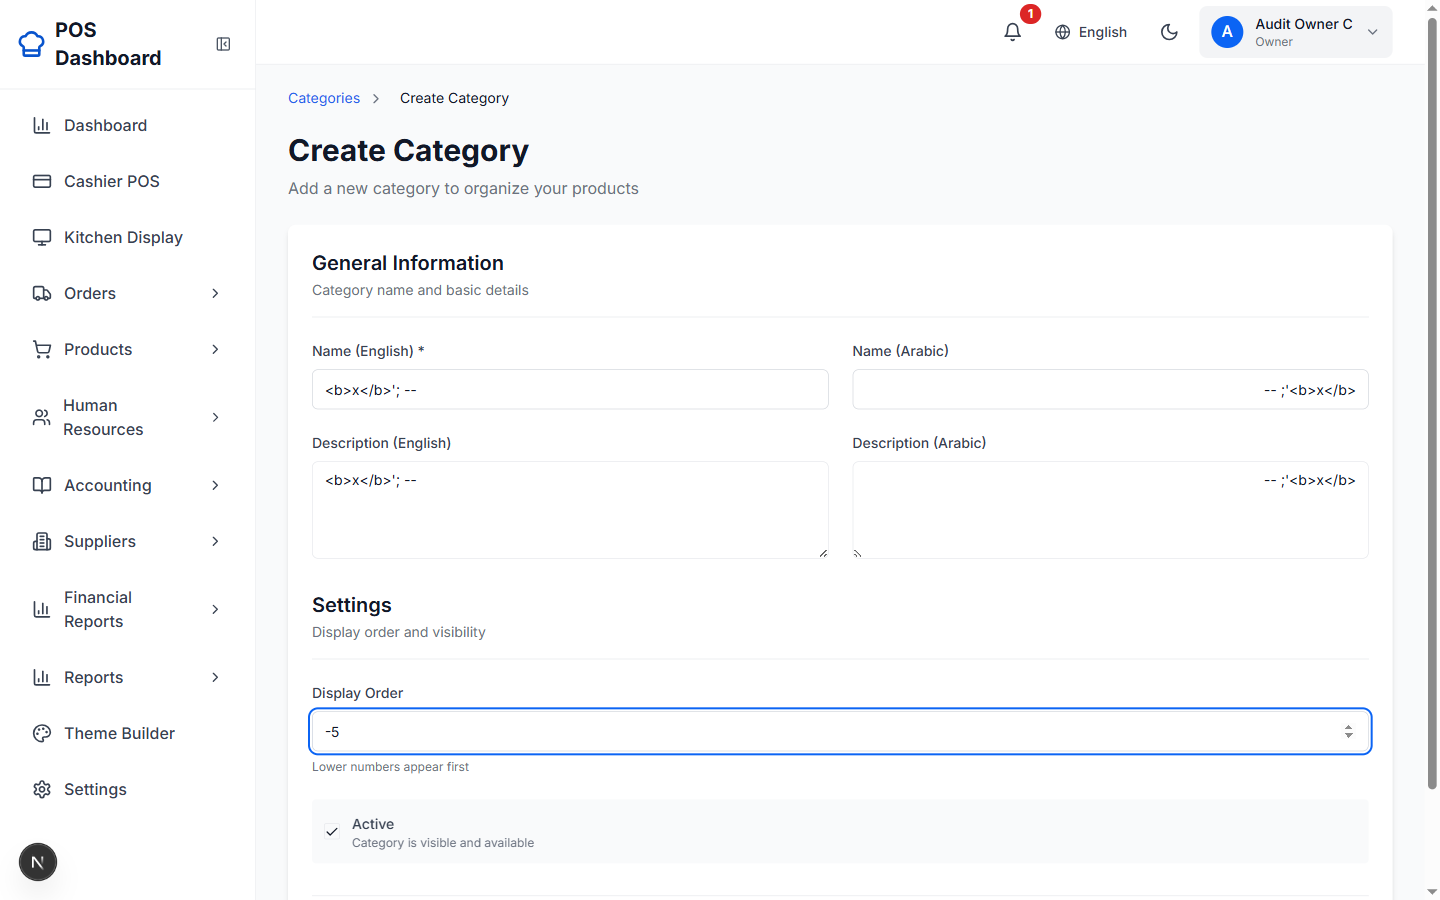 POS
Dashboard
1
English
A
Audit Owner C
Owner
Dashboard
Cashier POS
Kitchen Display
Orders
Products
Human
Resources
Accounting
Suppliers
Financial
Reports
Reports
Theme Builder
Settings
N
Categories
Create Category
Create Category
Add a new category to organize your products
General Information
Category name and basic details
Name (English) *
Name (Arabic)
<b>x</b>'; --
-- ;'<b>x</b>
Description (English)
Description (Arabic)
<b>x</b>'; --
-- ;'<b>x</b>
Settings
Display order and visibility
Display Order
-5
Lower numbers appear first
Active
Category is visible and available